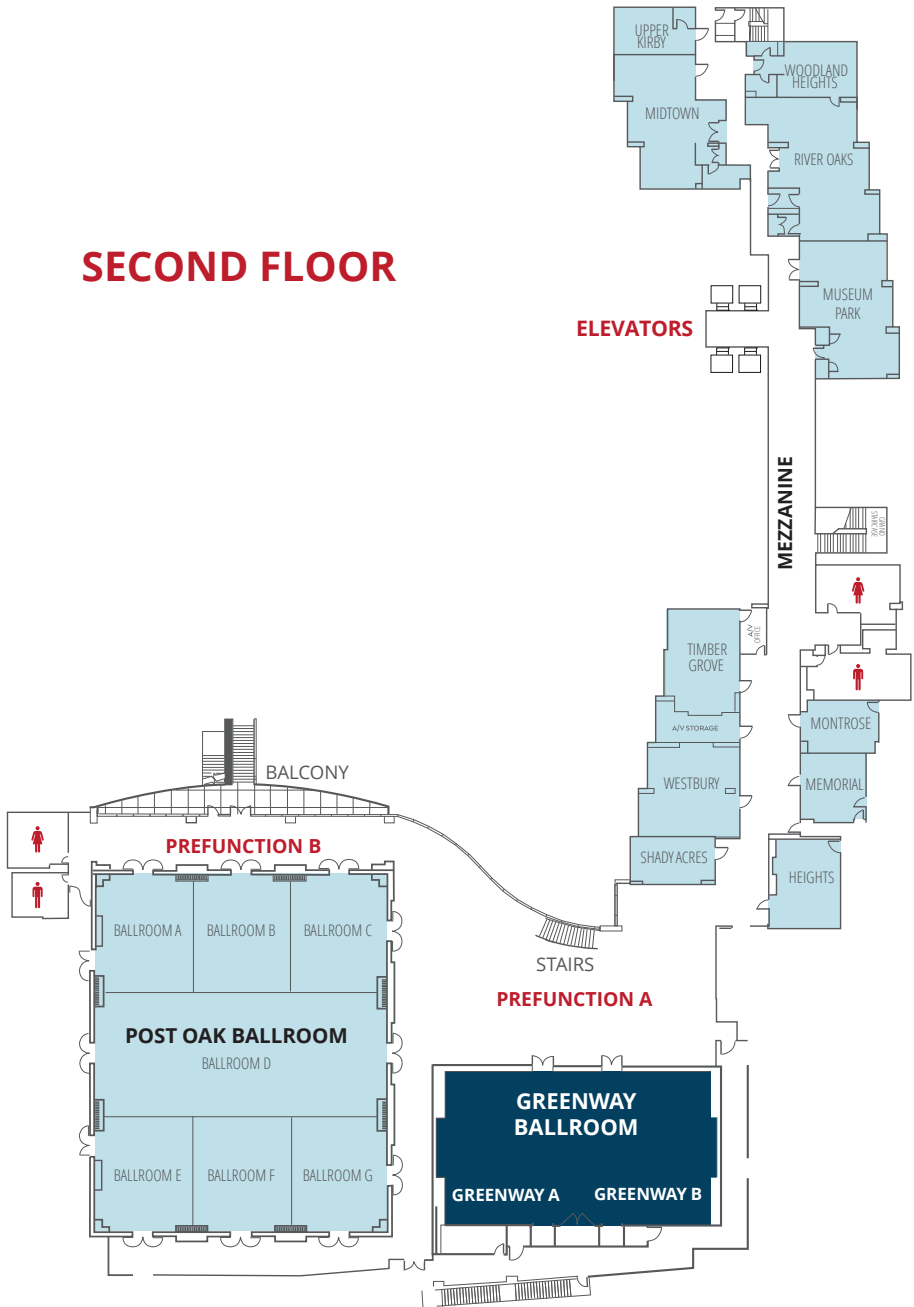 UPPER
KIRBY
MIDTOWN
WOODLAND
HEIGHTS
RIVER OAKS
SECOND FLOOR
MUSEUM
PARK
ELEVATORS
MEZZANINE
GRAND
STAIRCASE
A/V
OFFICE
TIMBER
GROVE
A/V STORAGE
MONTROSE
WESTBURY
MEMORIAL
BALCONY
PREFUNCTION B
SHADY ACRES
HEIGHTS
BALLROOM A
BALLROOM B
BALLROOM C
STAIRS
PREFUNCTION A
POST OAK BALLROOM
BALLROOM D
GREENWAY
BALLROOM
BALLROOM E
BALLROOM F
BALLROOM G
GREENWAY A
GREENWAY B